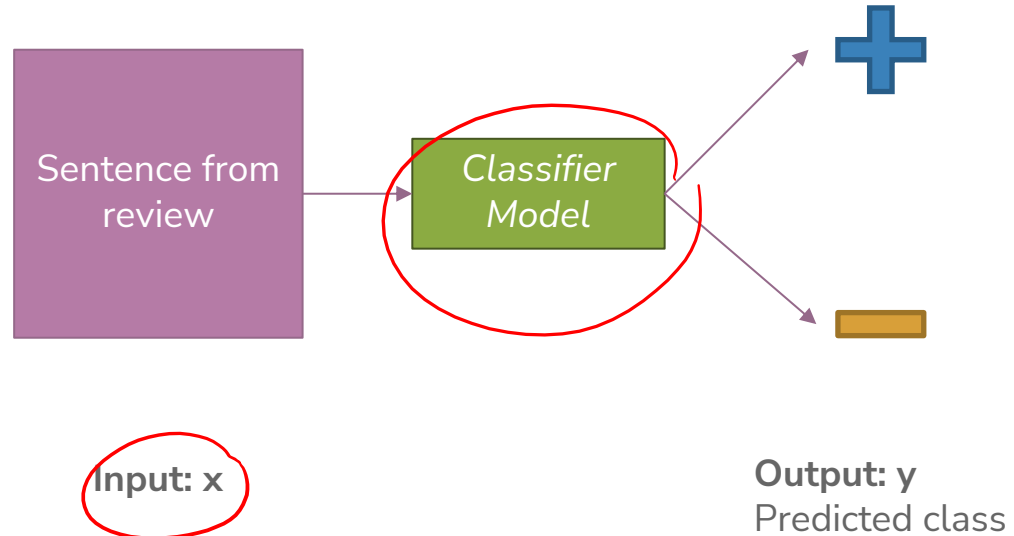 Sentence from
review
Classifier
Model
Input: x
Output: y
Predicted class